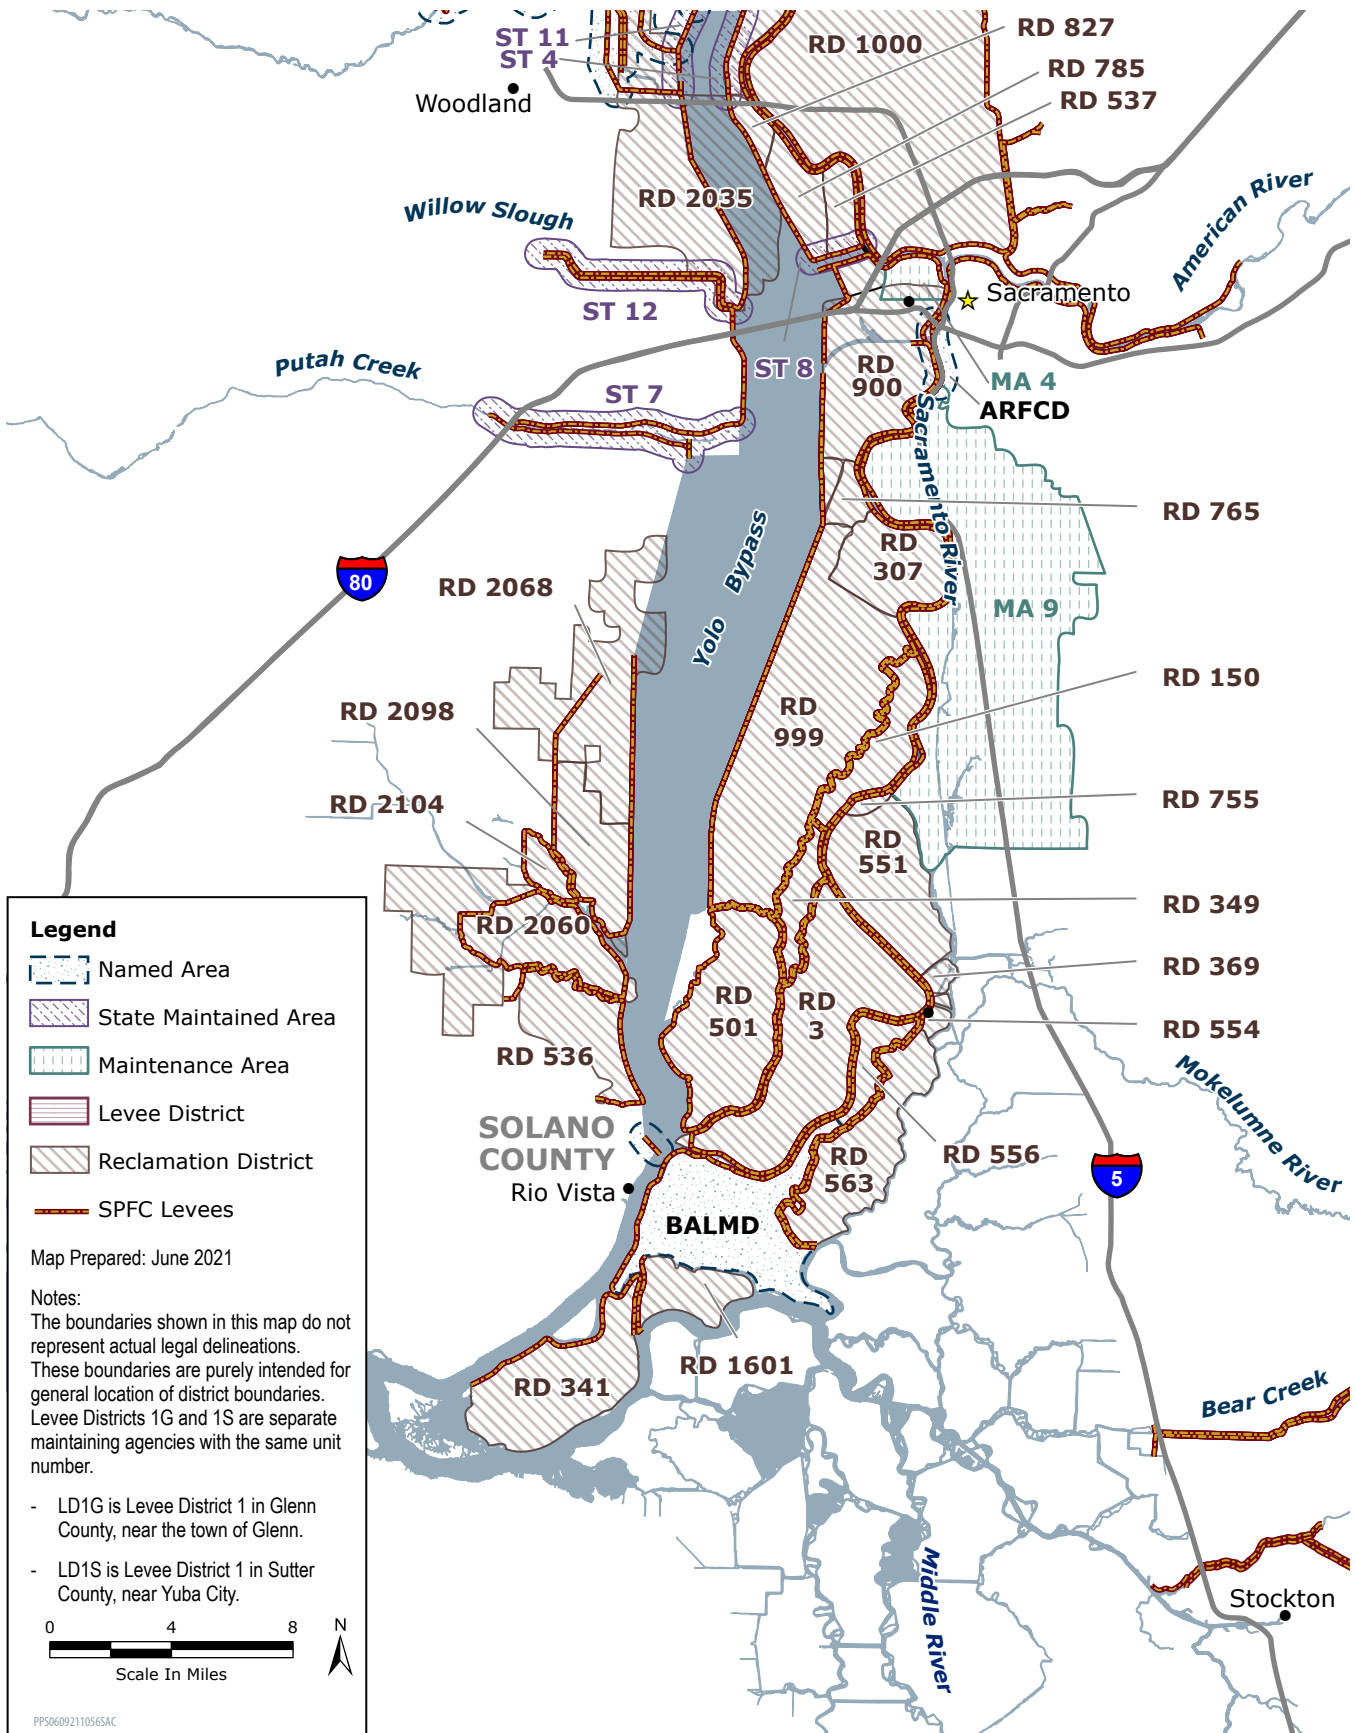 ST 11
ST 4
Woodland
RD 1000
RD 827
RD 785
RD 537
RD 2035
Willow Slough
American River
ST 12
Sacramento
Putah Creek
ST 7
ST 8
RD
900
MA 4
ARFCD
Sacramento River
RD 765
Yolo Bypass
RD
307
80
RD 2068
MA 9
RD 150
RD 2098
RD
999
RD 2104
RD 755
RD
551
RD 349
RD 2060
RD 369
RD
501
RD
3
RD 554
RD 536
Mokelumne River
SOLANO
COUNTY
RD 556
RD
563
5
Rio Vista
BALMD
RD 1601
RD 341
Bear Creek
Middle River
Stockton
Legend
Named Area
State Maintained Area
Maintenance Area
Levee District
Reclamation District
SPFC Levees
Map Prepared: June 2021
Notes:
The boundaries shown in this map do not
represent actual legal delineations.
These boundaries are purely intended for
general location of district boundaries.
Levee Districts 1G and 1S are separate
maintaining agencies with the same unit
number.
- LD1G is Levee District 1 in Glenn
County, near the town of Glenn.
- LD1S is Levee District 1 in Sutter
County, near Yuba City.
0 4 8
Scale In Miles
N
PPS0609211056SAC